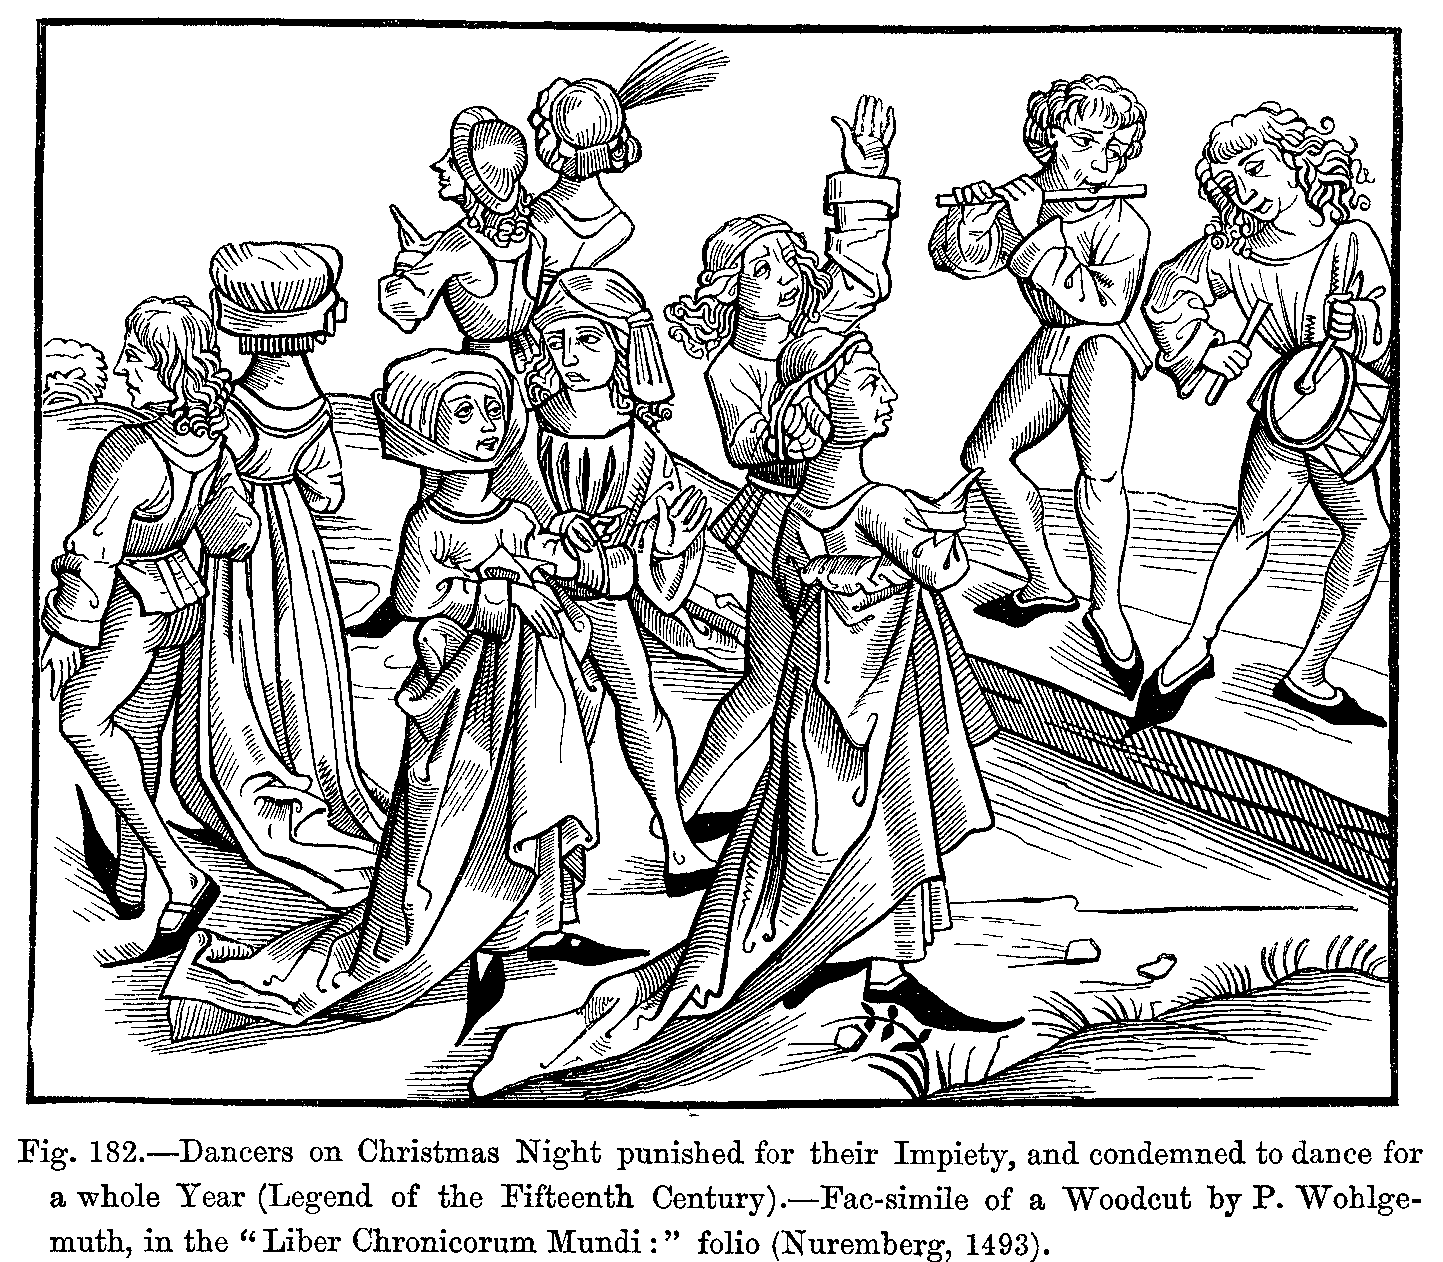 Fig. 182.—Dancers on Christmas Night punished for their Impiety, and condemned to dance for
a whole Year (Legend of the Fifteenth Century).—Fac-simile of a Woodcut by P. Wohlge-
muth, in the “Liber Chronicorum Mundi:” folio (Nuremberg, 1493).